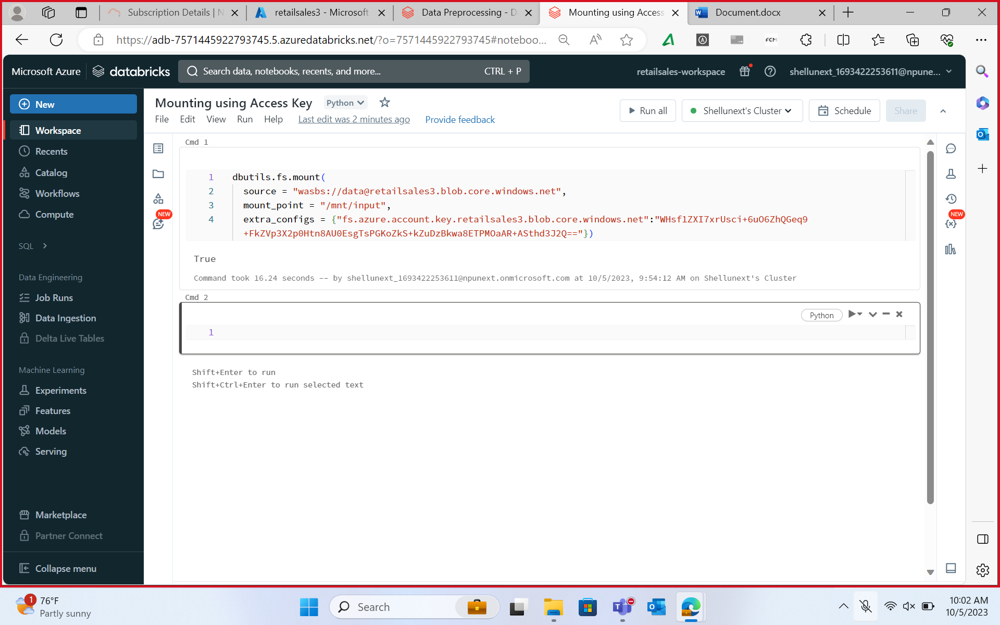 Subscription Details | N
retailsales3 - Microsoft
Data Preprocessing - D
Mounting using Access
Document.docx
https://adb-7571445922793745.5.azuredatabricks.net/?o=7571445922793745#noteboo...
FCM
Microsoft Azure
databricks
Search data, notebooks, recents, and more...
CTRL + P
retailsales-workspace
shellunext_1693422253611@npune...
New
Workspace
Recents
Catalog
Workflows
Compute
SQL
Data Engineering
Job Runs
Data Ingestion
Delta Live Tables
Machine Learning
Experiments
Features
Models
Serving
Marketplace
Partner Connect
Collapse menu
Mounting using Access Key
Python
File Edit View Run Help Last edit was 2 minutes ago Provide feedback
Run all
Shellunext's Cluster
Schedule
Share
NEW
NEW
Cmd 1
1 dbutils.fs.mount(
2 source = "wasbs://data@retailsales3.blob.core.windows.net",
3 mount_point = "/mnt/input",
4 extra_configs = {"fs.azure.account.key.retailsales3.blob.core.windows.net":"WHsf1ZXI7xrUsci+6uO6ZhQGeq9
+FkZVp3X2p0Htn8AU0EsgTsPGKoZkS+kZuDzBkwa8ETPMOaAR+ASthd3J2Q=="})
True
Command took 16.24 seconds -- by shellunext_1693422253611@npunext.onmicrosoft.com at 10/5/2023, 9:54:12 AM on Shellunext's Cluster
Cmd 2
Python
1
Shift+Enter to run
Shift+Ctrl+Enter to run selected text
1
76°F
Partly sunny
Search
10:02 AM
10/5/2023